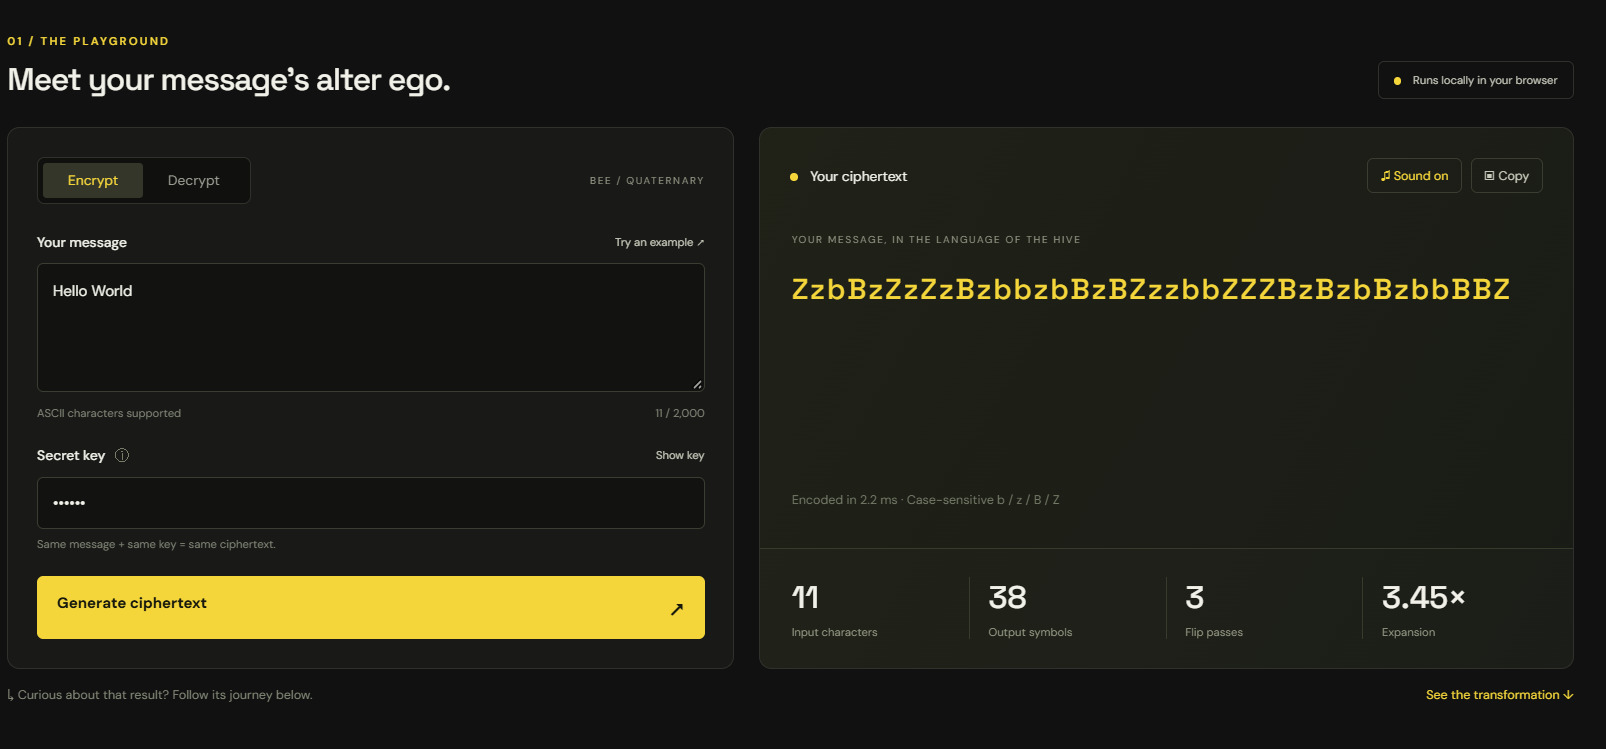 01 / THE PLAYGROUND
Meet your message's alter ego.
Runs locally in your browser
Encrypt
Decrypt
BEE / QUATERNARY
Your message
Try an example ↗
Hello World
ASCII characters supported
11 / 2,000
Secret key ⓘ
Show key
••••••
Same message + same key = same ciphertext.
Generate ciphertext ↗
Your ciphertext
♫ Sound on
▣ Copy
YOUR MESSAGE, IN THE LANGUAGE OF THE HIVE
ZzbBzZzZzBzbbzbBzBZzzbbZZZBzBzbBzbbBBZ
Encoded in 2.2 ms · Case-sensitive b / z / B / Z
11
Input characters
38
Output symbols
3
Flip passes
3.45×
Expansion
↳ Curious about that result? Follow its journey below.
See the transformation ↓